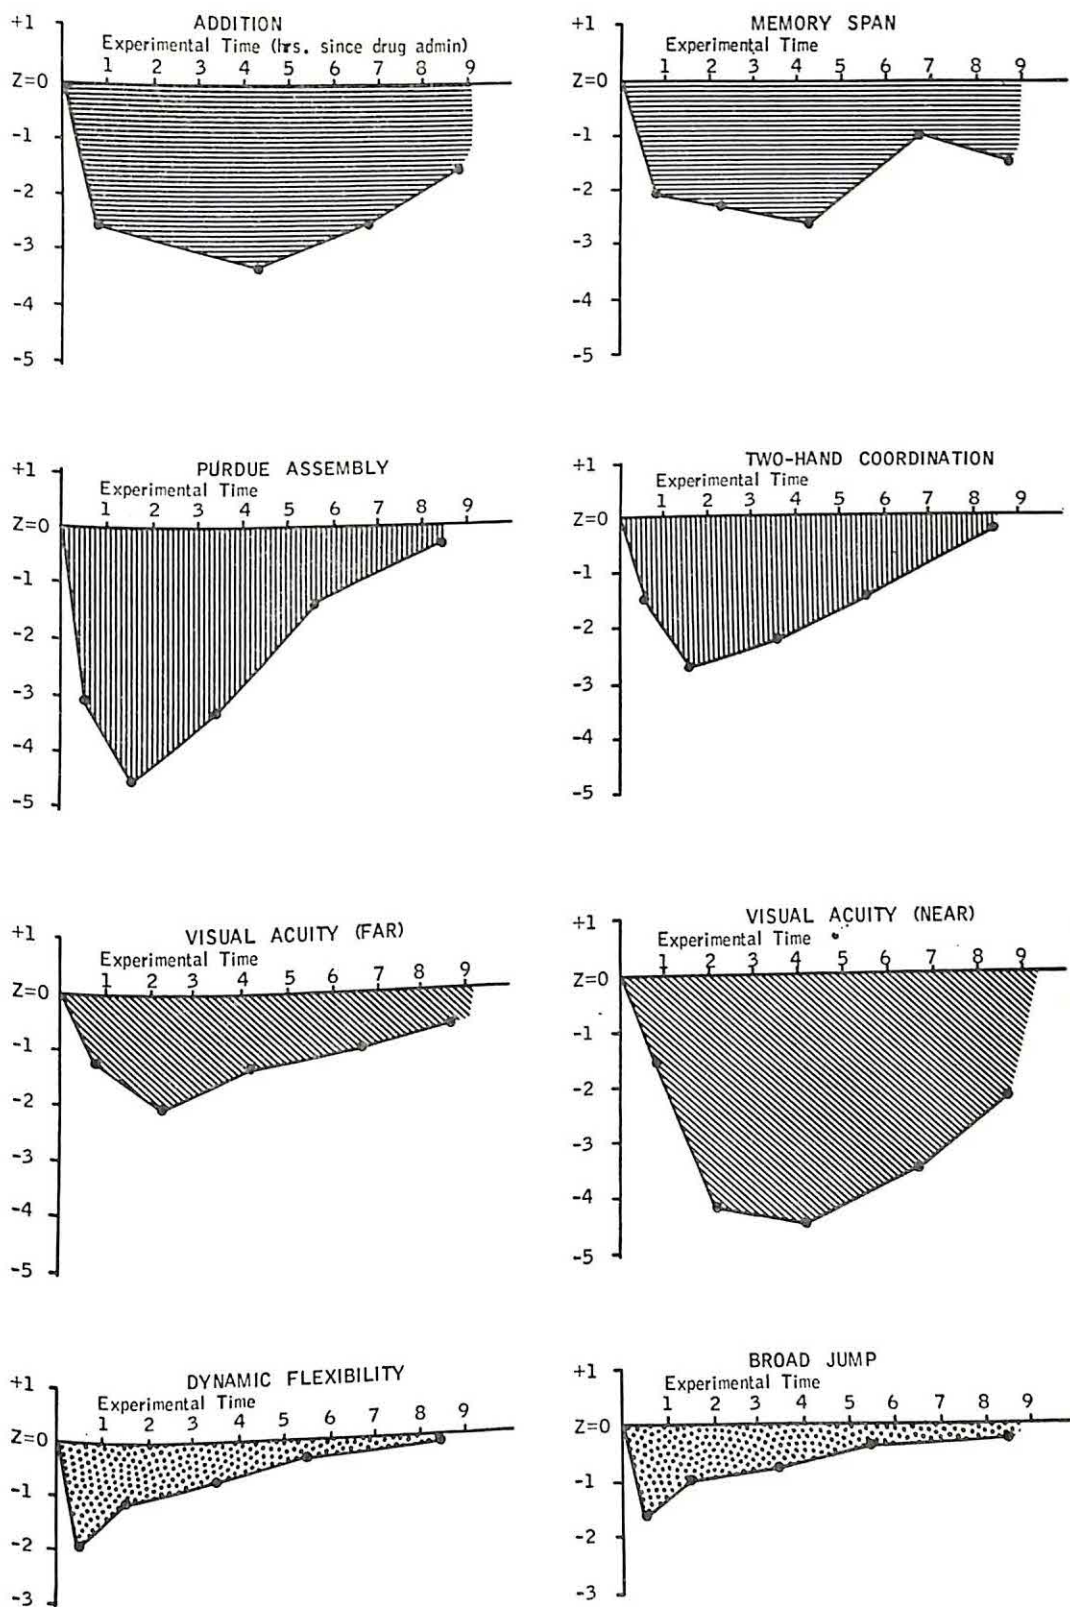 ADDITION
Experimental Time (hrs. since drug admin)
1 2 3 4 5 6 7 8 9
+1
Z=0
-1
-2
-3
-4
-5
MEMORY SPAN
Experimental Time
1 2 3 4 5 6 7 8 9
+1
Z=0
-1
-2
-3
-4
-5
PURDUE ASSEMBLY
Experimental Time
1 2 3 4 5 6 7 8 9
+1
Z=0
-1
-2
-3
-4
-5
TWO-HAND COORDINATION
Experimental Time
1 2 3 4 5 6 7 8 9
+1
Z=0
-1
-2
-3
-4
-5
VISUAL ACUITY (FAR)
Experimental Time
1 2 3 4 5 6 7 8 9
+1
Z=0
-1
-2
-3
-4
-5
VISUAL ACUITY (NEAR)
Experimental Time
1 2 3 4 5 6 7 8 9
+1
Z=0
-1
-2
-3
-4
-5
DYNAMIC FLEXIBILITY
Experimental Time
1 2 3 4 5 6 7 8 9
+1
Z=0
-1
-2
-3
BROAD JUMP
Experimental Time
1 2 3 4 5 6 7 8 9
+1
Z=0
-1
-2
-3